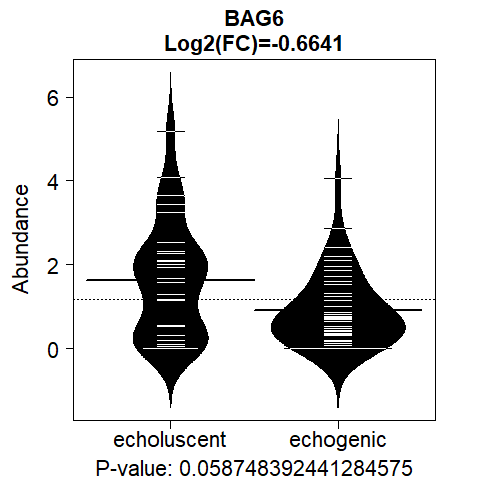 BAG6
Log2(FC)=-0.6641
Abundance
6
4
2
0
echoluscent echogenic
P-value: 0.058748392441284575